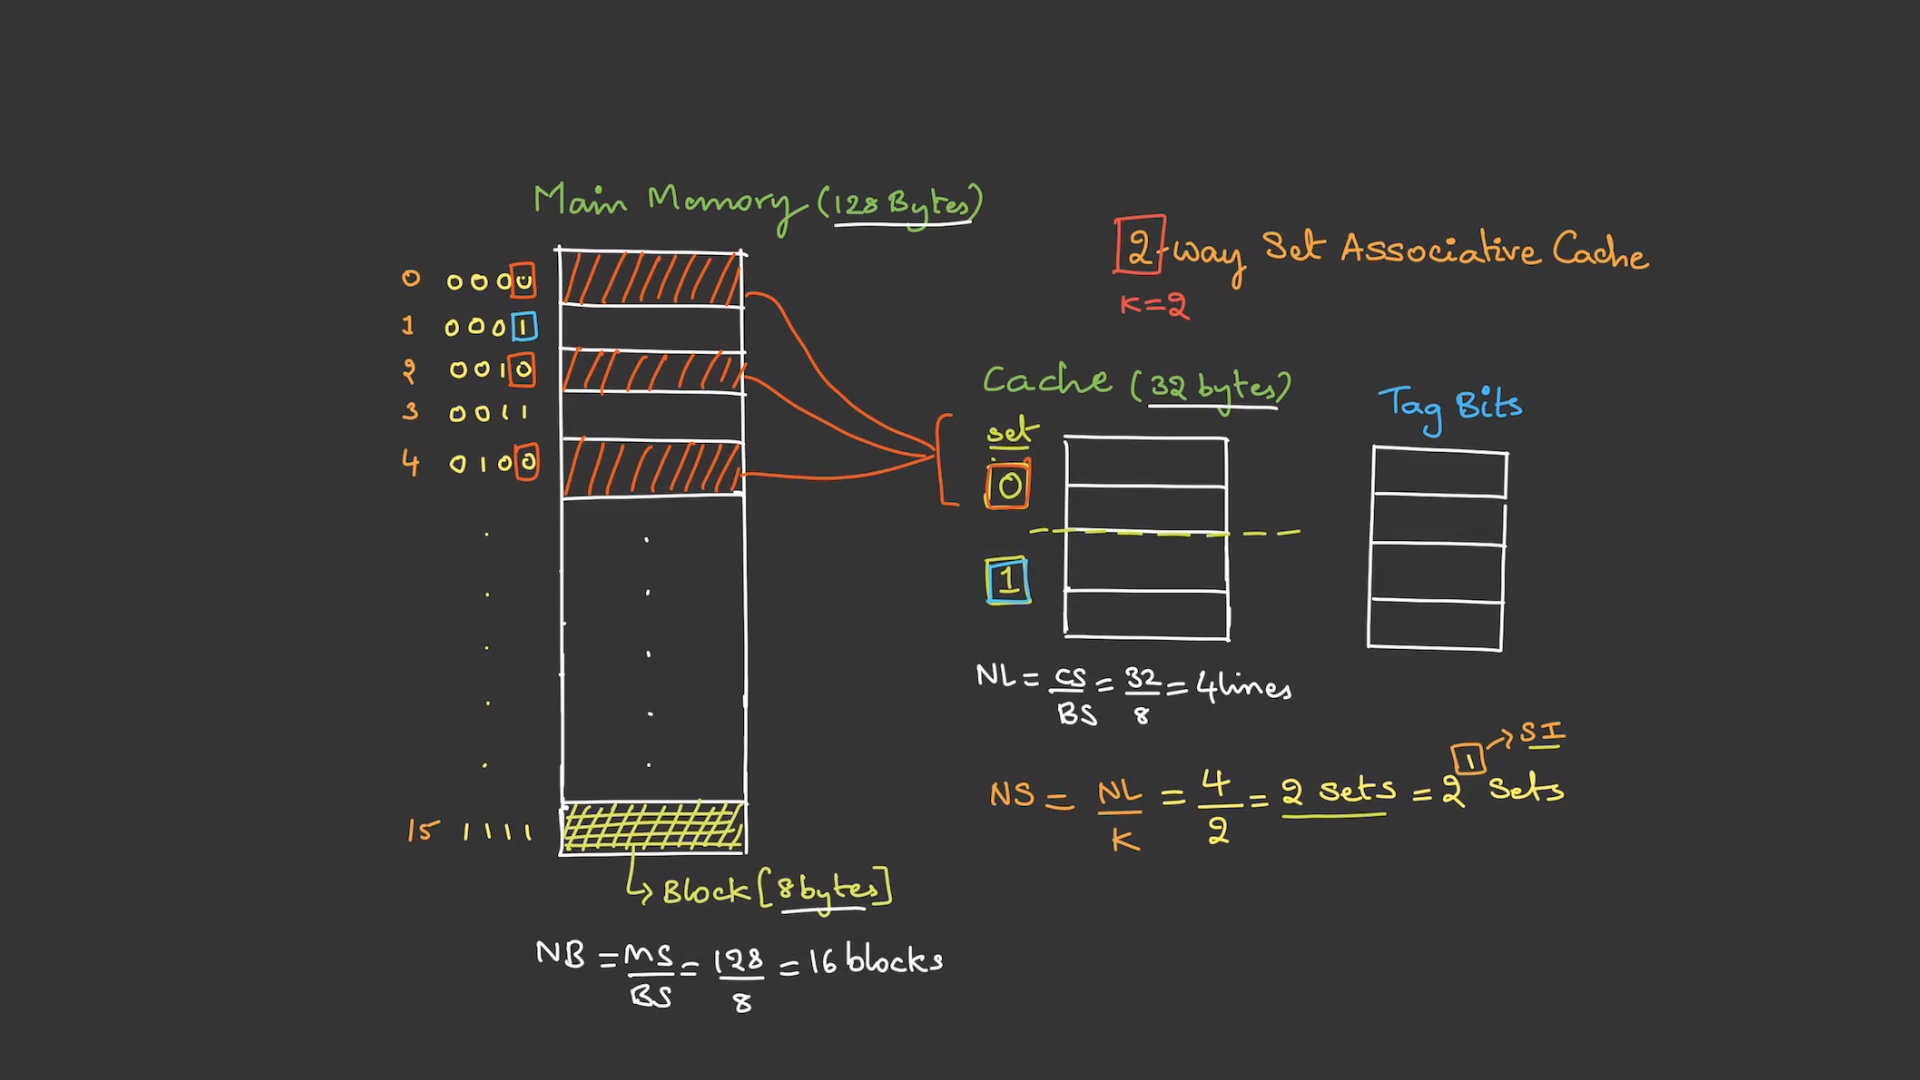 Main Memory (128 Bytes)
0 0000
1 0001
2 0010
3 0011
4 0100
15 1111
Block [8bytes]
NB = MS/BS = 128/8 = 16 blocks
2-way Set Associative Cache
K=2
Cache (32 bytes)
Tag Bits
set
0
1
NL = CS/BS = 32/8 = 4 lines
SI
NS = NL/K = 4/2 = 2 sets = 2^1 Sets